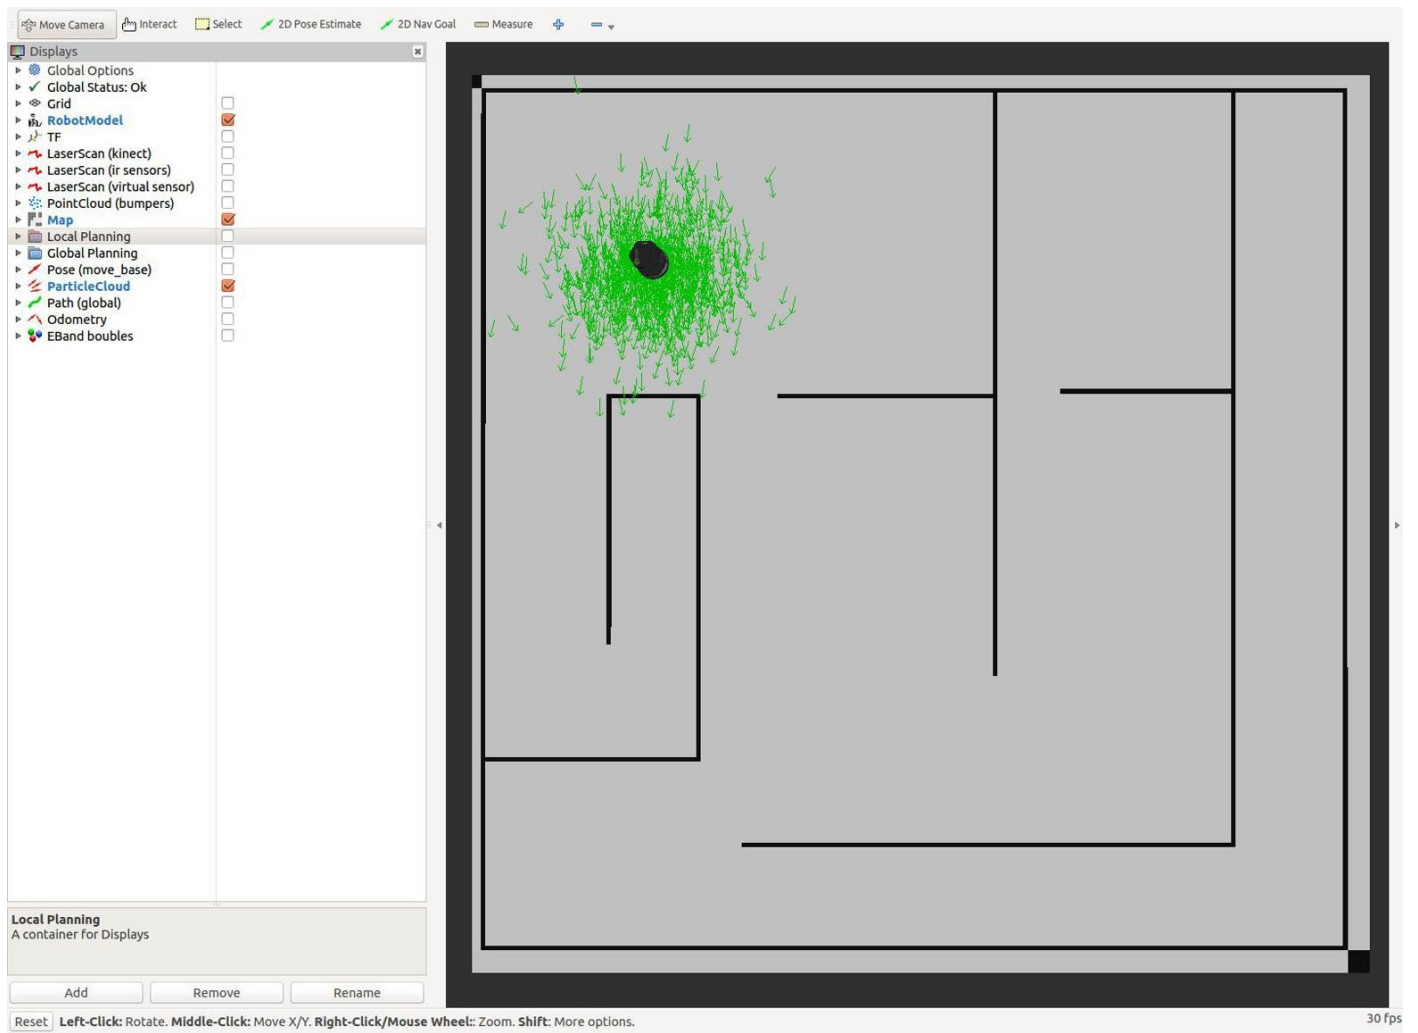 Move Camera Interact Select 2D Pose Estimate 2D Nav Goal Measure
Displays
Global Options
Global Status: Ok
Grid
RobotModel
TF
LaserScan (kinect)
LaserScan (ir sensors)
LaserScan (virtual sensor)
PointCloud (bumpers)
Map
Local Planning
Global Planning
Pose (move_base)
ParticleCloud
Path (global)
Odometry
EBand boubles
Local Planning
A container for Displays
Add Remove Rename
Reset Left-Click: Rotate. Middle-Click: Move X/Y. Right-Click/Mouse Wheel:: Zoom. Shift: More options. 30 fps